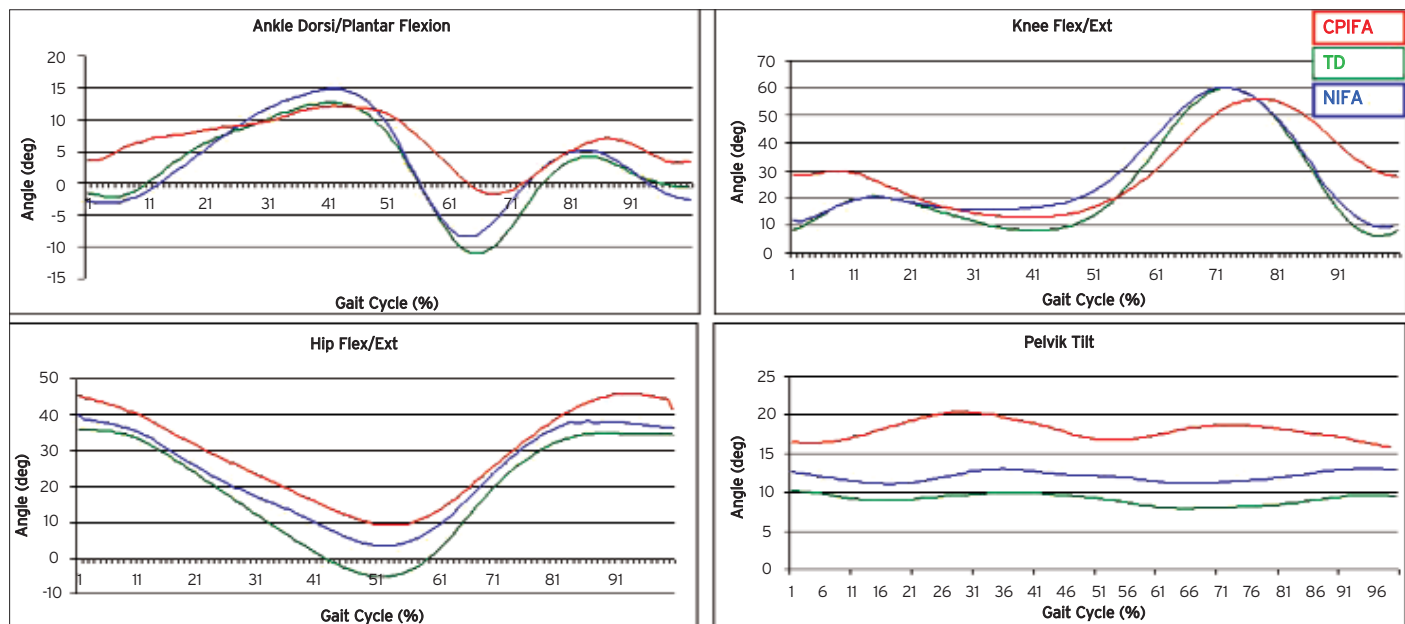 Ankle Dorsi/Plantar Flexion
20
15
10
5
0
-5
-10
-15
Angle (deg)
1 11 21 31 41 51 61 71 81 91
Gait Cycle (%)
Knee Flex/Ext
CPIFA
TD
NIFA
70
60
50
40
30
20
10
0
Angle (deg)
1 11 21 31 41 51 61 71 81 91
Gait Cycle (%)
Hip Flex/Ext
50
40
30
20
10
0
-10
Angle (deg)
1 11 21 31 41 51 61 71 81 91
Gait Cycle (%)
Pelvik Tilt
25
20
15
10
5
0
Angle (deg)
1 6 11 16 21 26 31 36 41 46 51 56 61 66 71 76 81 86 91 96
Gait Cycle (%)